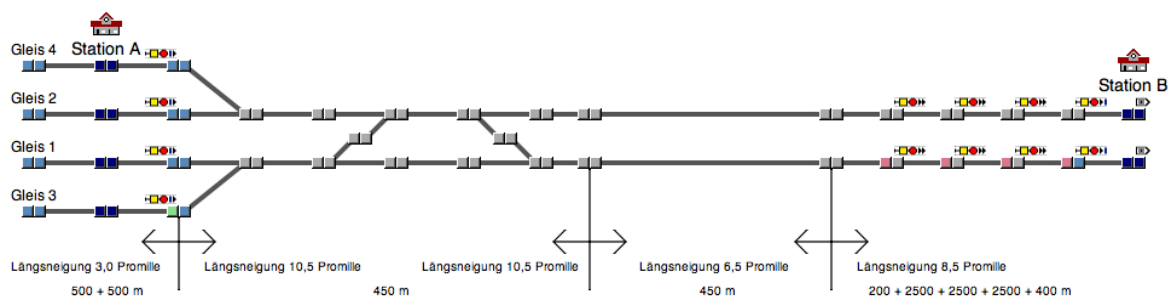 Gleis 4
Station A
Gleis 2
Station B
Gleis 1
Gleis 3
Längsneigung 3,0 Promille
Längsneigung 10,5 Promille
Längsneigung 10,5 Promille
Längsneigung 6,5 Promille
Längsneigung 8,5 Promille
500 + 500 m
450 m
450 m
200 + 2500 + 2500 + 2500 + 400 m